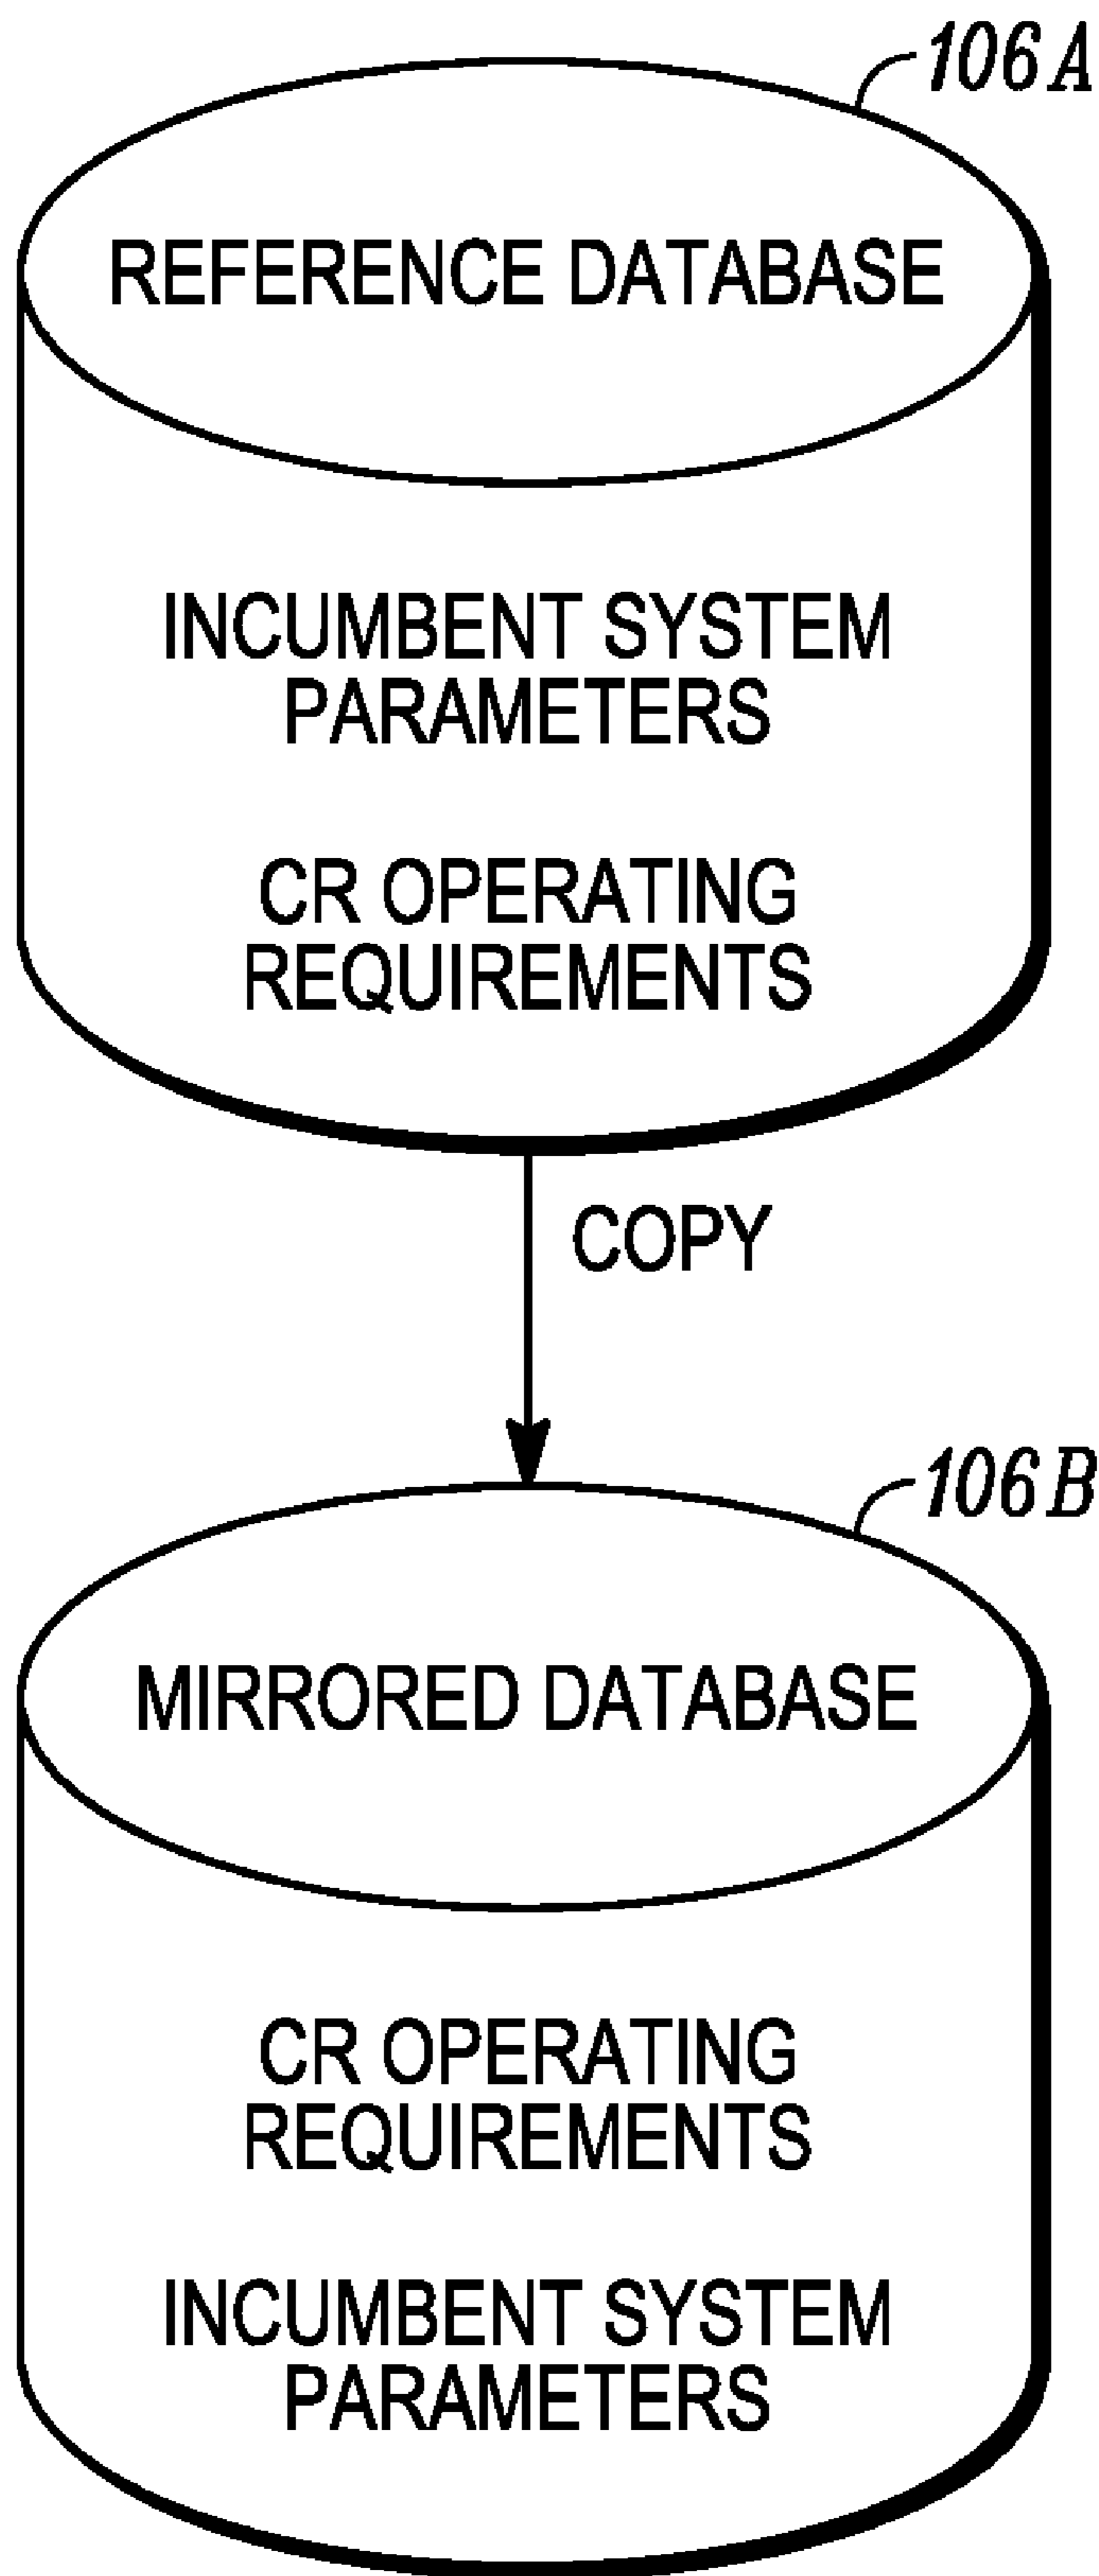 106A
REFERENCE DATABASE
INCUMBENT SYSTEM
PARAMETERS
CR OPERATING
REQUIREMENTS
COPY
106B
MIRRORED DATABASE
CR OPERATING
REQUIREMENTS
INCUMBENT SYSTEM
PARAMETERS